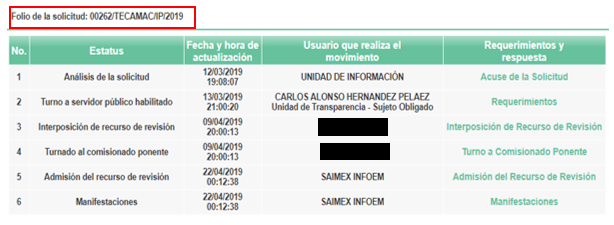 Folio de la solicitud: 00262/TECAMAC/IP/2019
No. Estatus Fecha y hora de actualización Usuario que realiza el movimiento Requerimientos y respuesta
1 Análisis de la solicitud 12/03/2019 19:08:07 UNIDAD DE INFORMACIÓN Acuse de la Solicitud
2 Turno a servidor público habilitado 13/03/2019 21:00:20 CARLOS ALONSO HERNANDEZ PELAEZ Unidad de Transparencia - Sujeto Obligado Requerimientos
3 Interposición de recurso de revisión 09/04/2019 20:00:13 Interposición de Recurso de Revisión
4 Turnado al comisionado ponente 09/04/2019 20:00:13 Turno a Comisionado Ponente
5 Admisión del recurso de revisión 22/04/2019 00:12:38 SAIMEX INFOEM Admisión del Recurso de Revisión
6 Manifestaciones 22/04/2019 00:12:38 SAIMEX INFOEM Manifestaciones